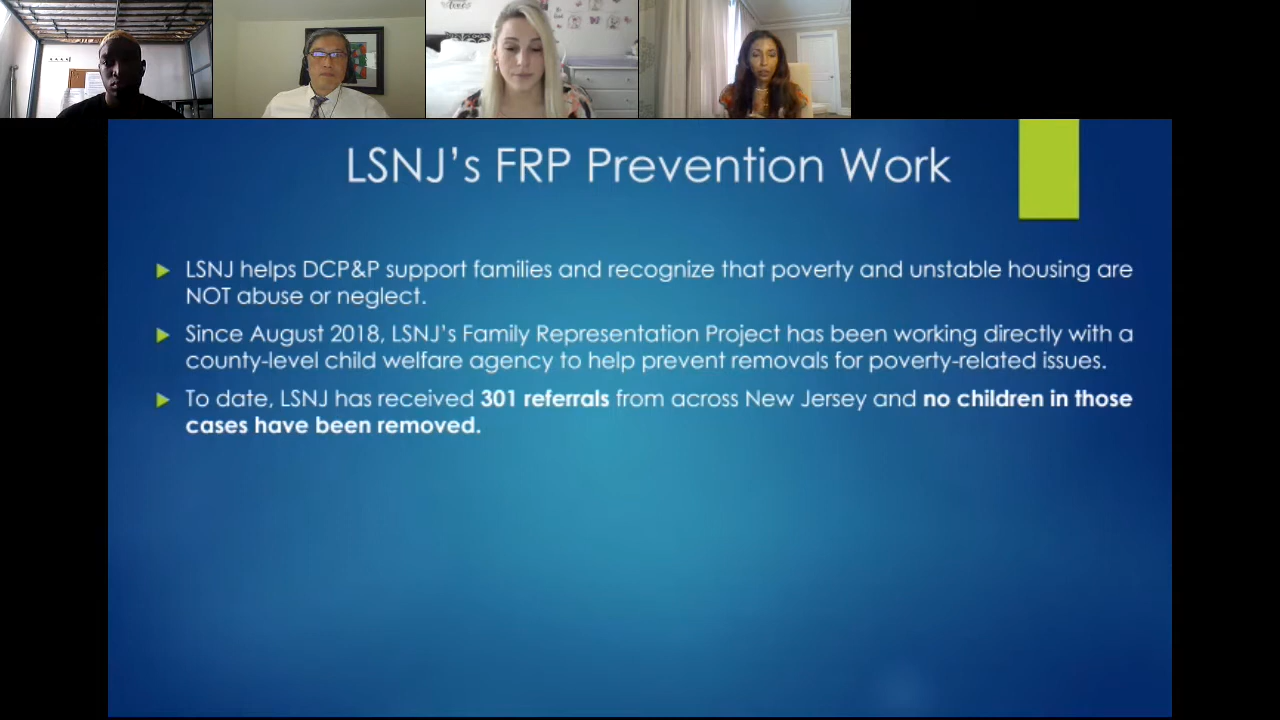 LSNJ's FRP Prevention Work
LSNJ helps DCP&P support families and recognize that poverty and unstable housing are
NOT abuse or neglect.
Since August 2018, LSNJ's Family Representation Project has been working directly with a
county-level child welfare agency to help prevent removals for poverty-related issues.
To date, LSNJ has received 301 referrals from across New Jersey and no children in those
cases have been removed.